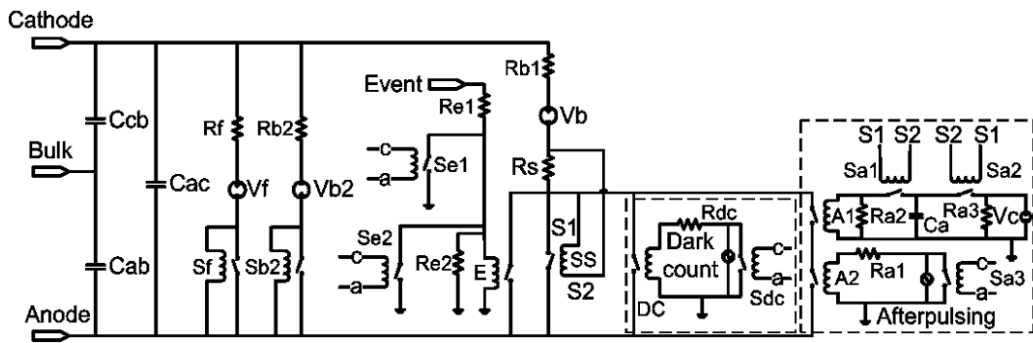 Cathode
Rb1
Event
Re1
Vb
S1 S2 S2 S1
Ccb
Rf
Rb2
Bulk
c
a
Se1
Rs
Sa1
Sa2
Cac
Vf
Vb2
Rdc
A1
Ra2
Ca
Ra3
Vc
Se2
S1
Dark
count
c
a
Cab
Sf
Sb2
c
a
Re2
E
SS
S2
A2
Ra1
c
a
Sa3
Anode
DC
Sdc
Afterpulsing